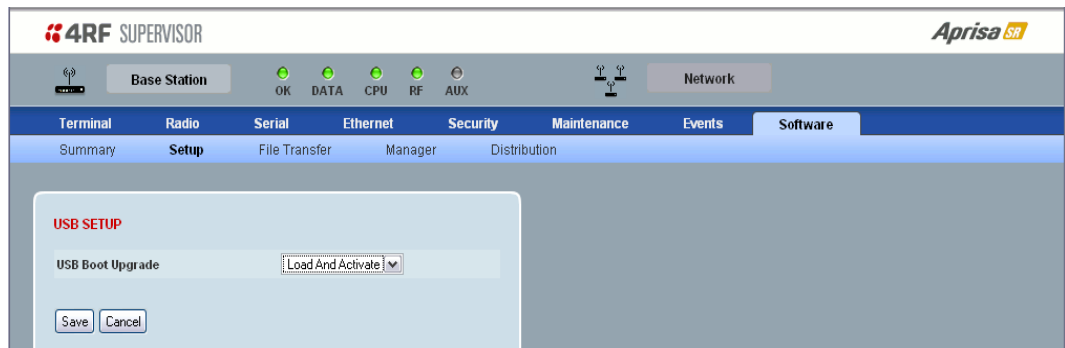 4RF SUPERVISOR
Aprisa SR
Base Station
OK DATA CPU RF AUX
Network
Terminal Radio Serial Ethernet Security Maintenance Events Software
Summary Setup File Transfer Manager Distribution
USB SETUP
USB Boot Upgrade Load And Activate
Save Cancel